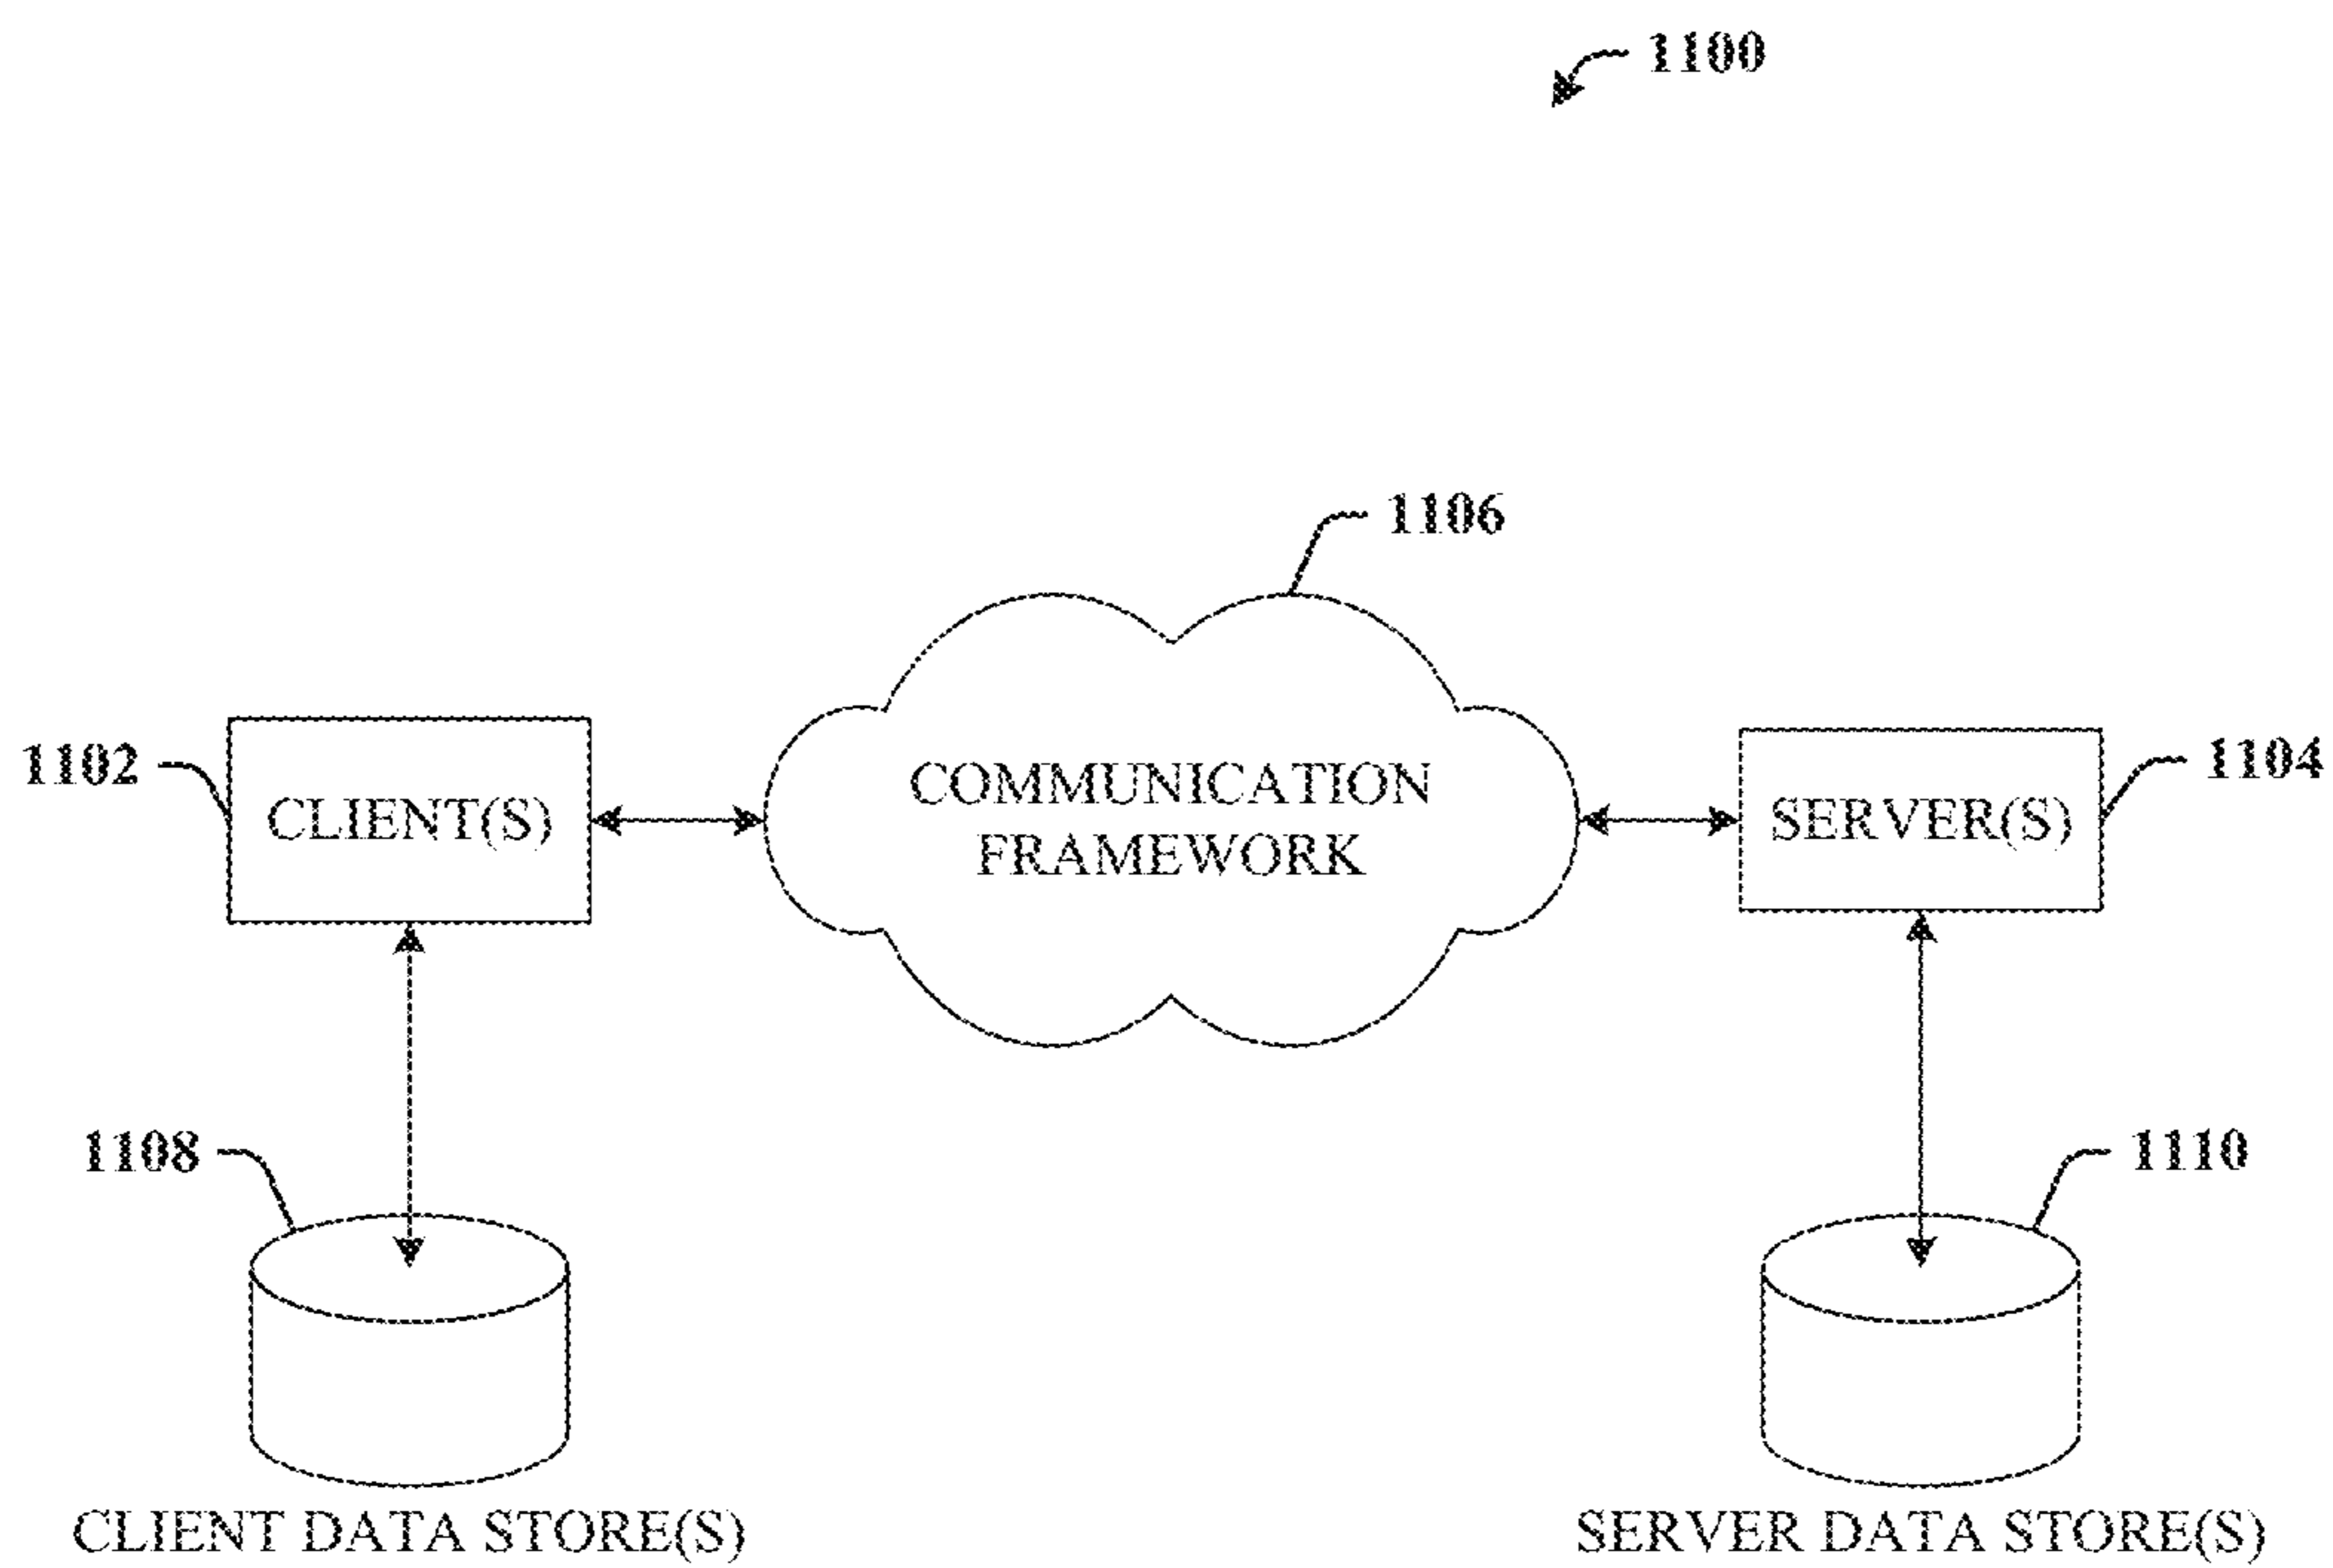 1100
1106
1102
CLIENT(S)
COMMUNICATION
FRAMEWORK
SERVER(S)
1104
1108
1110
CLIENT DATA STORE(S)
SERVER DATA STORE(S)